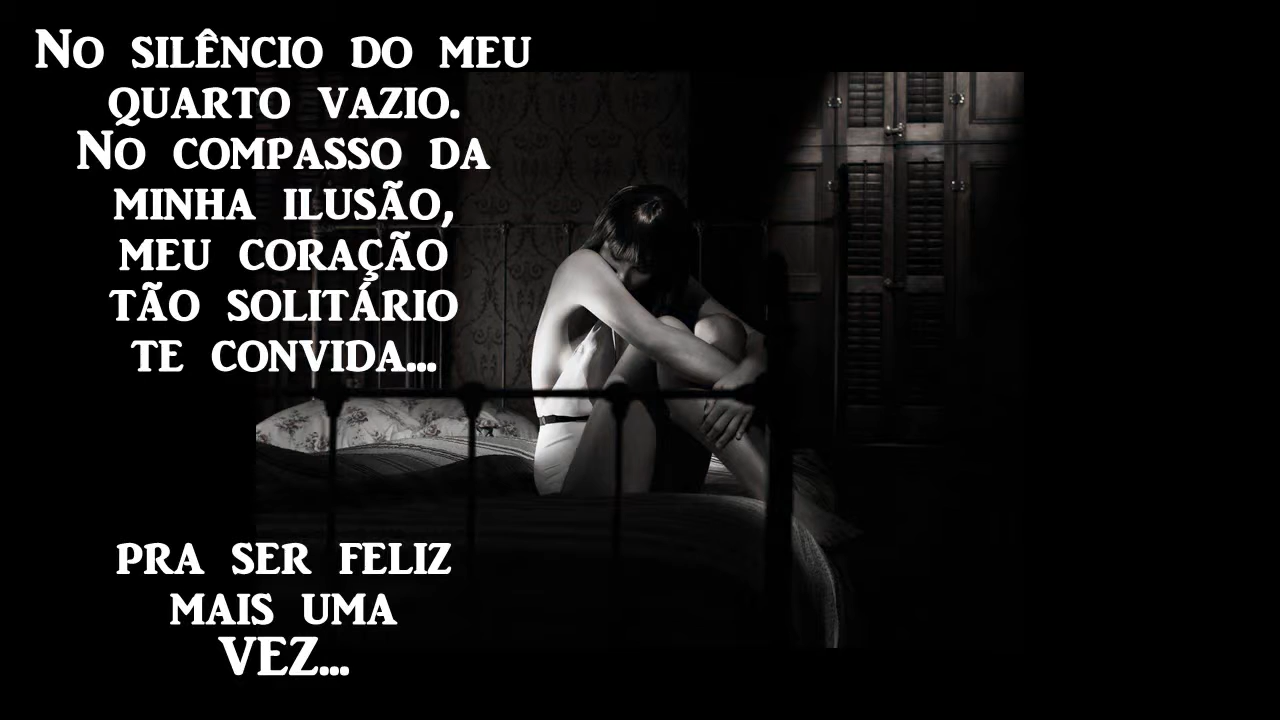 No silêncio do meu
quarto vazio.
No compasso da
minha ilusão,
meu coração
tão solitário
te convida...
pra ser feliz
mais uma
vez...